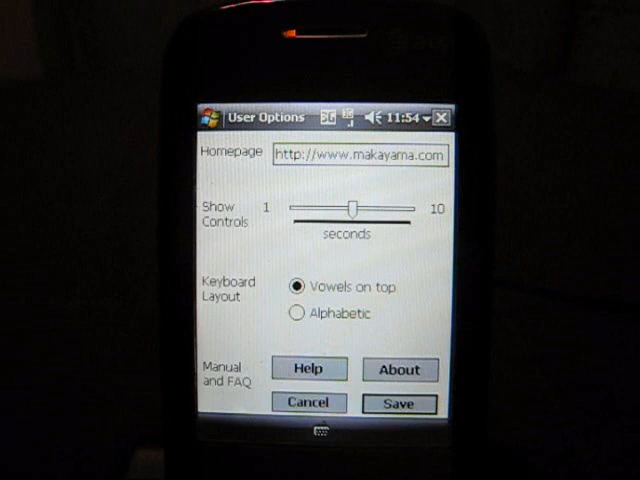 User Options 3G 11:54
Homepage http://www.makayama.com
Show Controls 1 10
seconds
Keyboard Layout
Vowels on top
Alphabetic
Manual and FAQ
Help About
Cancel Save